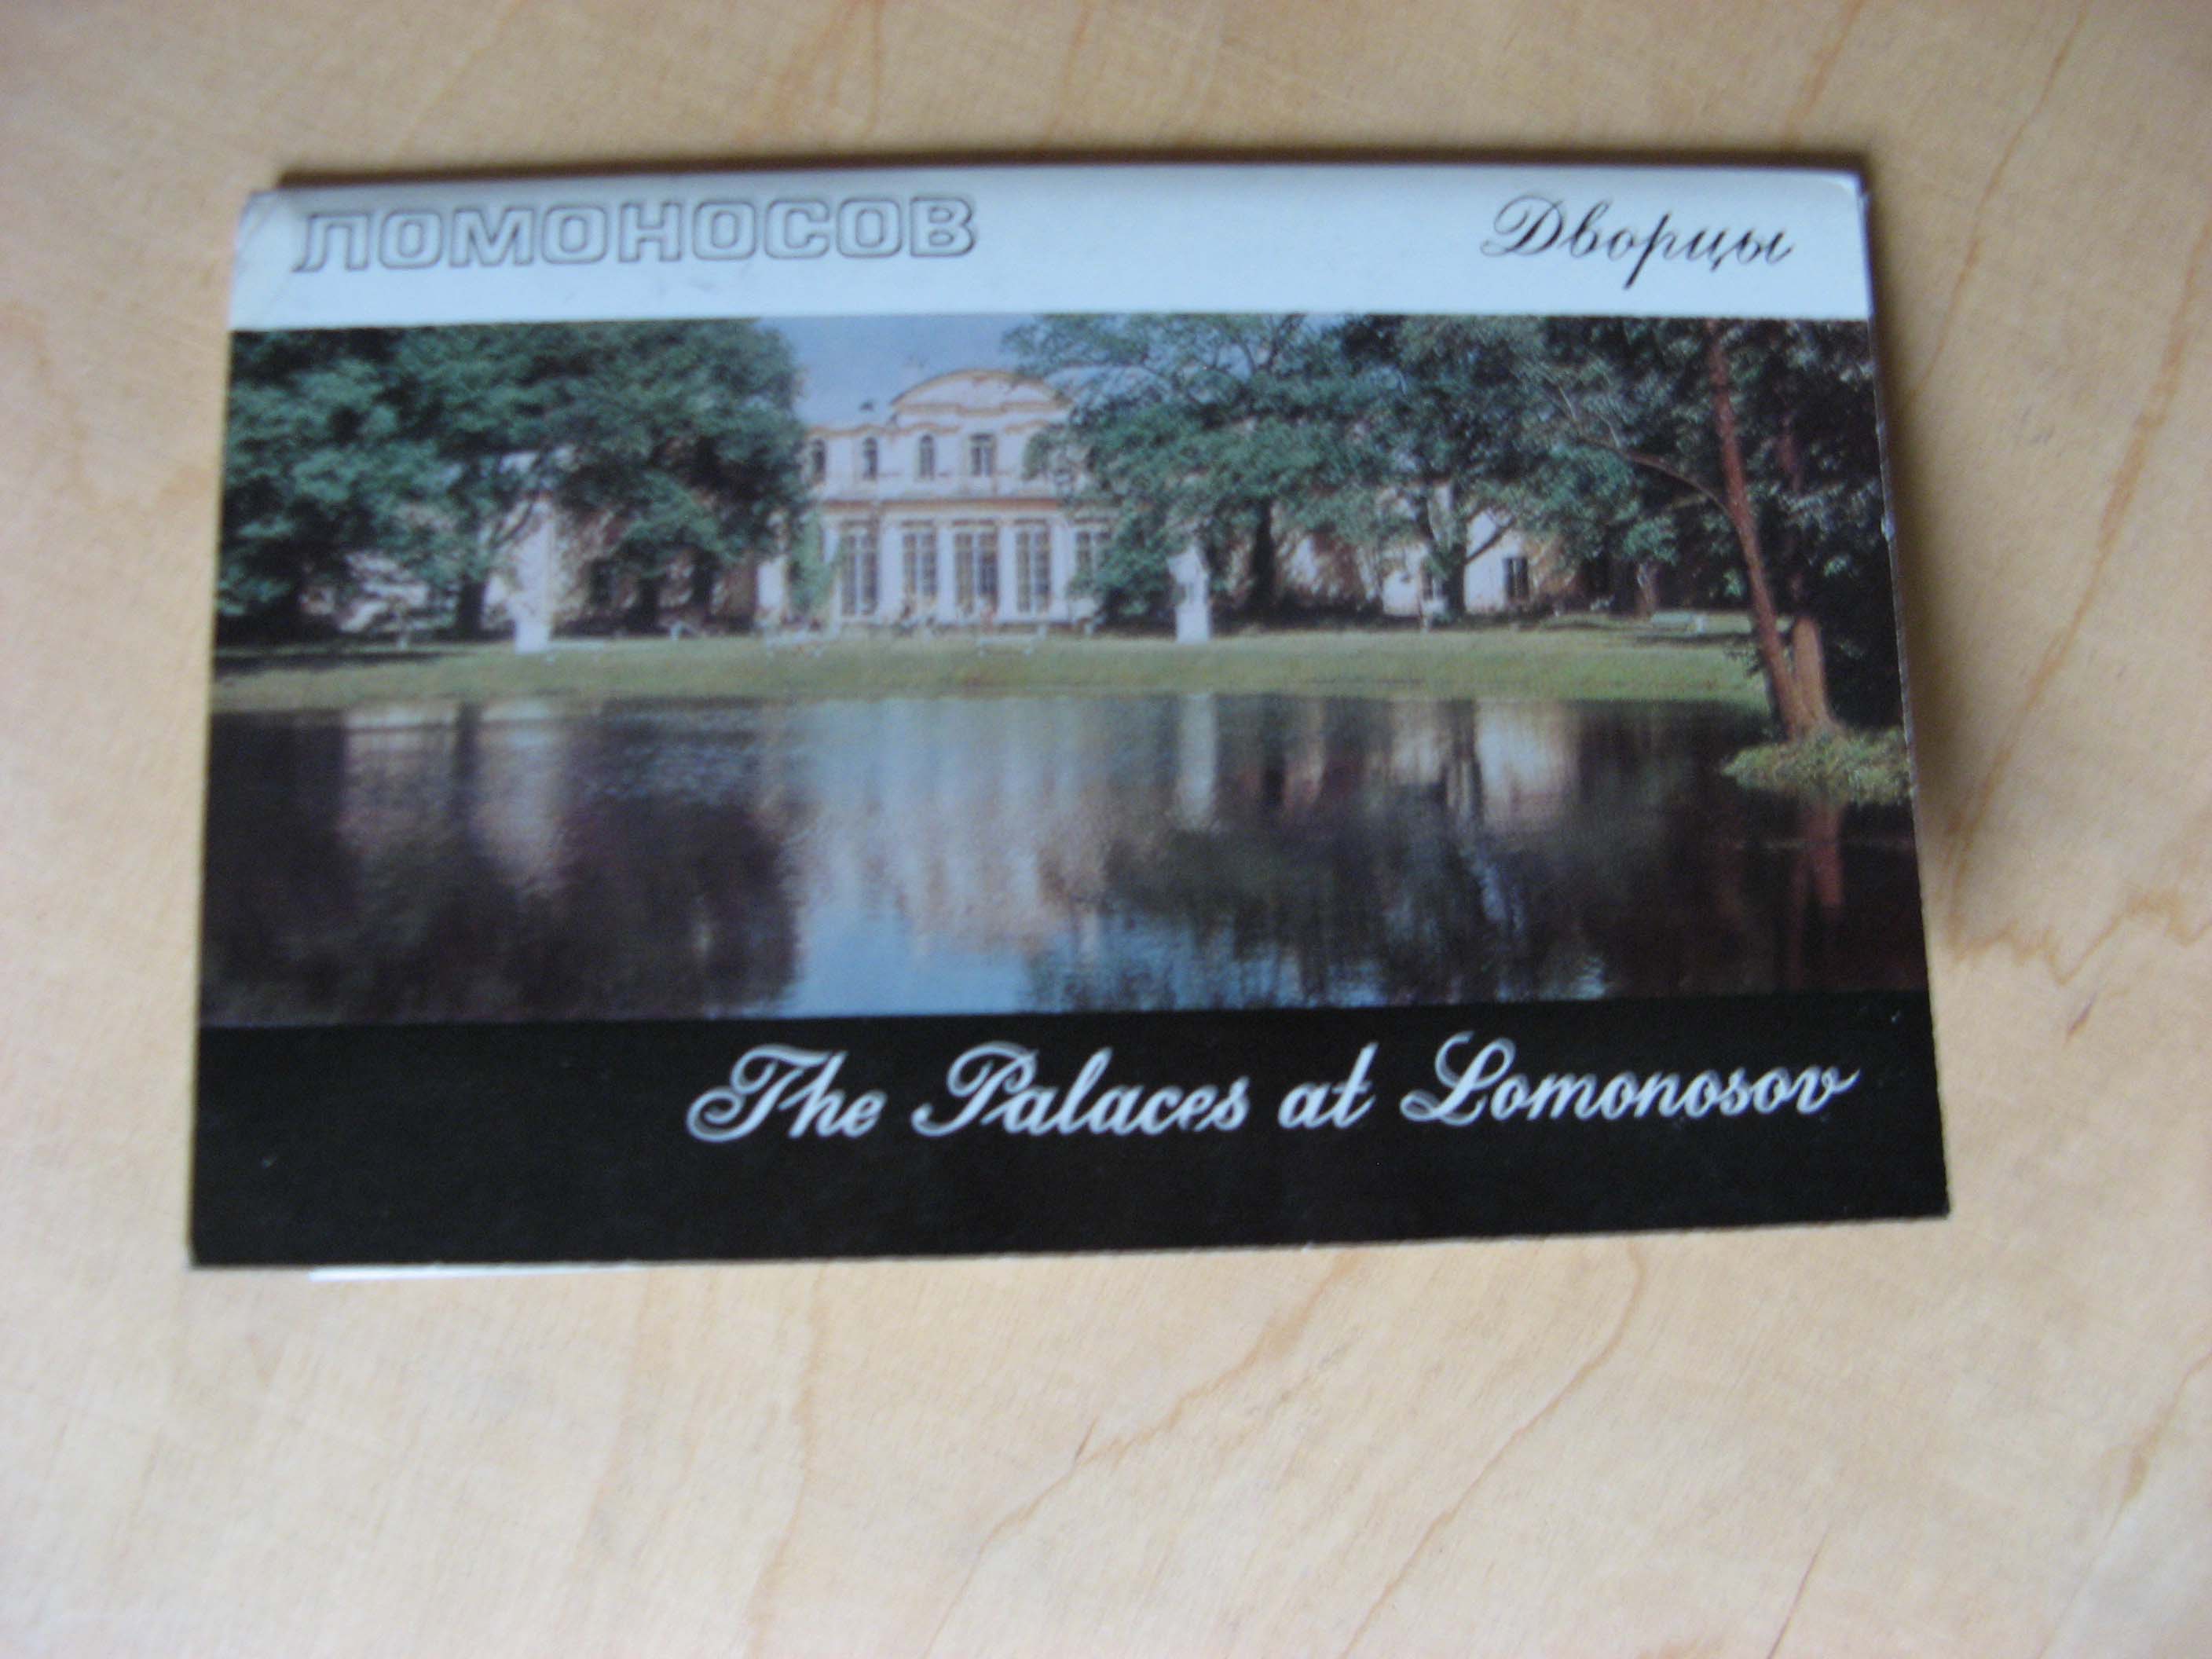 ЛОМОНОСОВ
Дворцы
The Palaces at Lomonosov